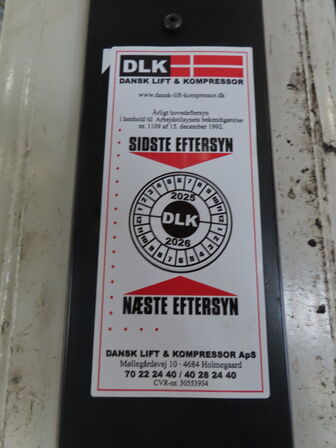 DLK
DANSK LIFT & KOMPRESSOR
www.dansk-lift-kompressor.dk
Årligt hovedeftersyn
i henhold til Arbejdstilsynets bekendtgørelse
nr. 1109 af 15. december 1992.
SIDSTE EFTERSYN
2025
DLK
2026
NÆSTE EFTERSYN
DANSK LIFT & KOMPRESSOR ApS
Møllegårdsvej 10 - 4684 Holmegaard
70 22 24 40 / 40 28 24 40
CVR-nr. 30553934